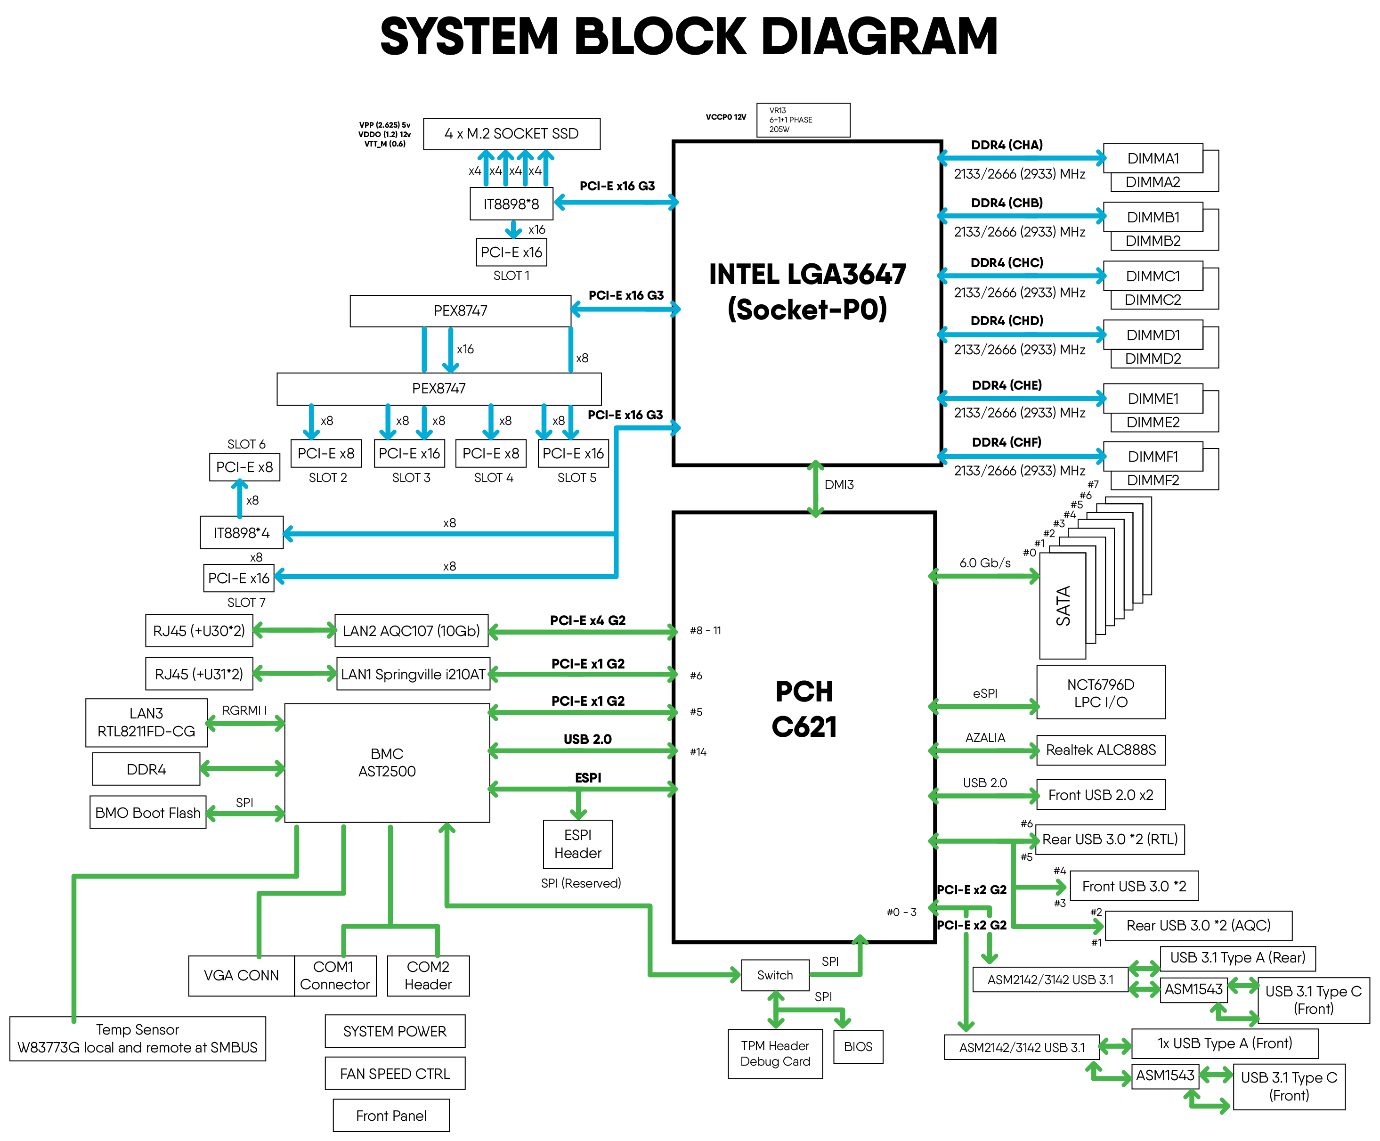 SYSTEM BLOCK DIAGRAM
VPP (2.625) 5v
VDDO (1.2) 12v
VTT_M (0.6)
4 x M.2 SOCKET SSD
x4 x4 x4 x4
IT8898*8
x16
PCI-E x16
SLOT 1
PCI-E x16 G3
VCCP0 12V
VR13
6+1+1 PHASE
205W
INTEL LGA3647
(Socket-P0)
PEX8747
PCI-E x16 G3
x16
x8
PEX8747
PCI-E x16 G3
x8
x8
x8
x8
x8
PCI-E x8
SLOT 2
PCI-E x16
SLOT 3
PCI-E x8
SLOT 4
PCI-E x16
SLOT 5
SLOT 6
PCI-E x8
x8
IT8898*4
x8
x8
PCI-E x16
x8
SLOT 7
DDR4 (CHA)
2133/2666 (2933) MHz
DIMMA1
DIMMA2
DDR4 (CHB)
2133/2666 (2933) MHz
DIMMB1
DIMMB2
DDR4 (CHC)
2133/2666 (2933) MHz
DIMMC1
DIMMC2
DDR4 (CHD)
2133/2666 (2933) MHz
DIMMD1
DIMMD2
DDR4 (CHE)
2133/2666 (2933) MHz
DIMME1
DIMME2
DDR4 (CHF)
2133/2666 (2933) MHz
DIMMF1
DIMMF2
DMI3
PCH
C621
#7
#6
#5
#4
#3
#2
#1
#0
6.0 Gb/s
SATA
RJ45 (+U30*2)
LAN2 AQC107 (10Gb)
PCI-E x4 G2
#8 - 11
RJ45 (+U31*2)
LAN1 Springville i210AT
PCI-E x1 G2
#6
LAN3
RTL8211FD-CG
RGRMI I
PCI-E x1 G2
#5
BMC
AST2500
USB 2.0
#14
DDR4
ESPI
BMO Boot Flash
SPI
ESPI
Header
SPI (Reserved)
eSPI
NCT6796D
LPC I/O
AZALIA
Realtek ALC888S
USB 2.0
Front USB 2.0 x2
#6
#5
Rear USB 3.0 *2 (RTL)
#4
#3
Front USB 3.0 *2
#2
#1
Rear USB 3.0 *2 (AQC)
PCI-E x2 G2
#0 - 3
PCI-E x2 G2
ASM2142/3142 USB 3.1
USB 3.1 Type A (Rear)
ASM1543
USB 3.1 Type C
(Front)
ASM2142/3142 USB 3.1
1x USB Type A (Front)
ASM1543
USB 3.1 Type C
(Front)
VGA CONN
COM1
Connector
COM2
Header
Switch
SPI
SPI
TPM Header
Debug Card
BIOS
Temp Sensor
W83773G local and remote at SMBUS
SYSTEM POWER
FAN SPEED CTRL
Front Panel